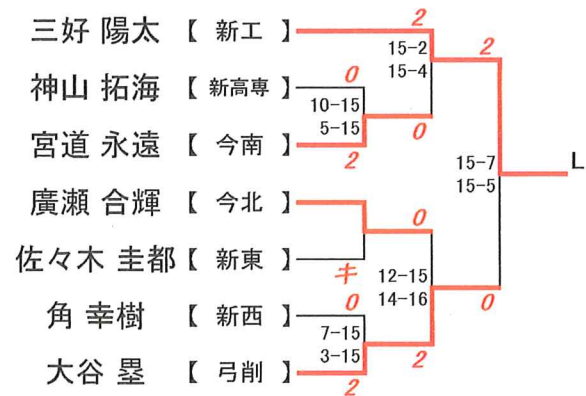 三好 陽太 【 新工 】
2
15-2
15-4
2
神山 拓海 【 新高専 】
0
10-15
5-15
宮道 永遠 【 今南 】
2
0
15-7
15-5
L
廣瀬 合輝 【 今北 】
0
佐々木 圭都 【 新東 】
キ
12-15
14-16
0
角 幸樹 【 新西 】
0
7-15
3-15
大谷 塁 【 弓削 】
2
2